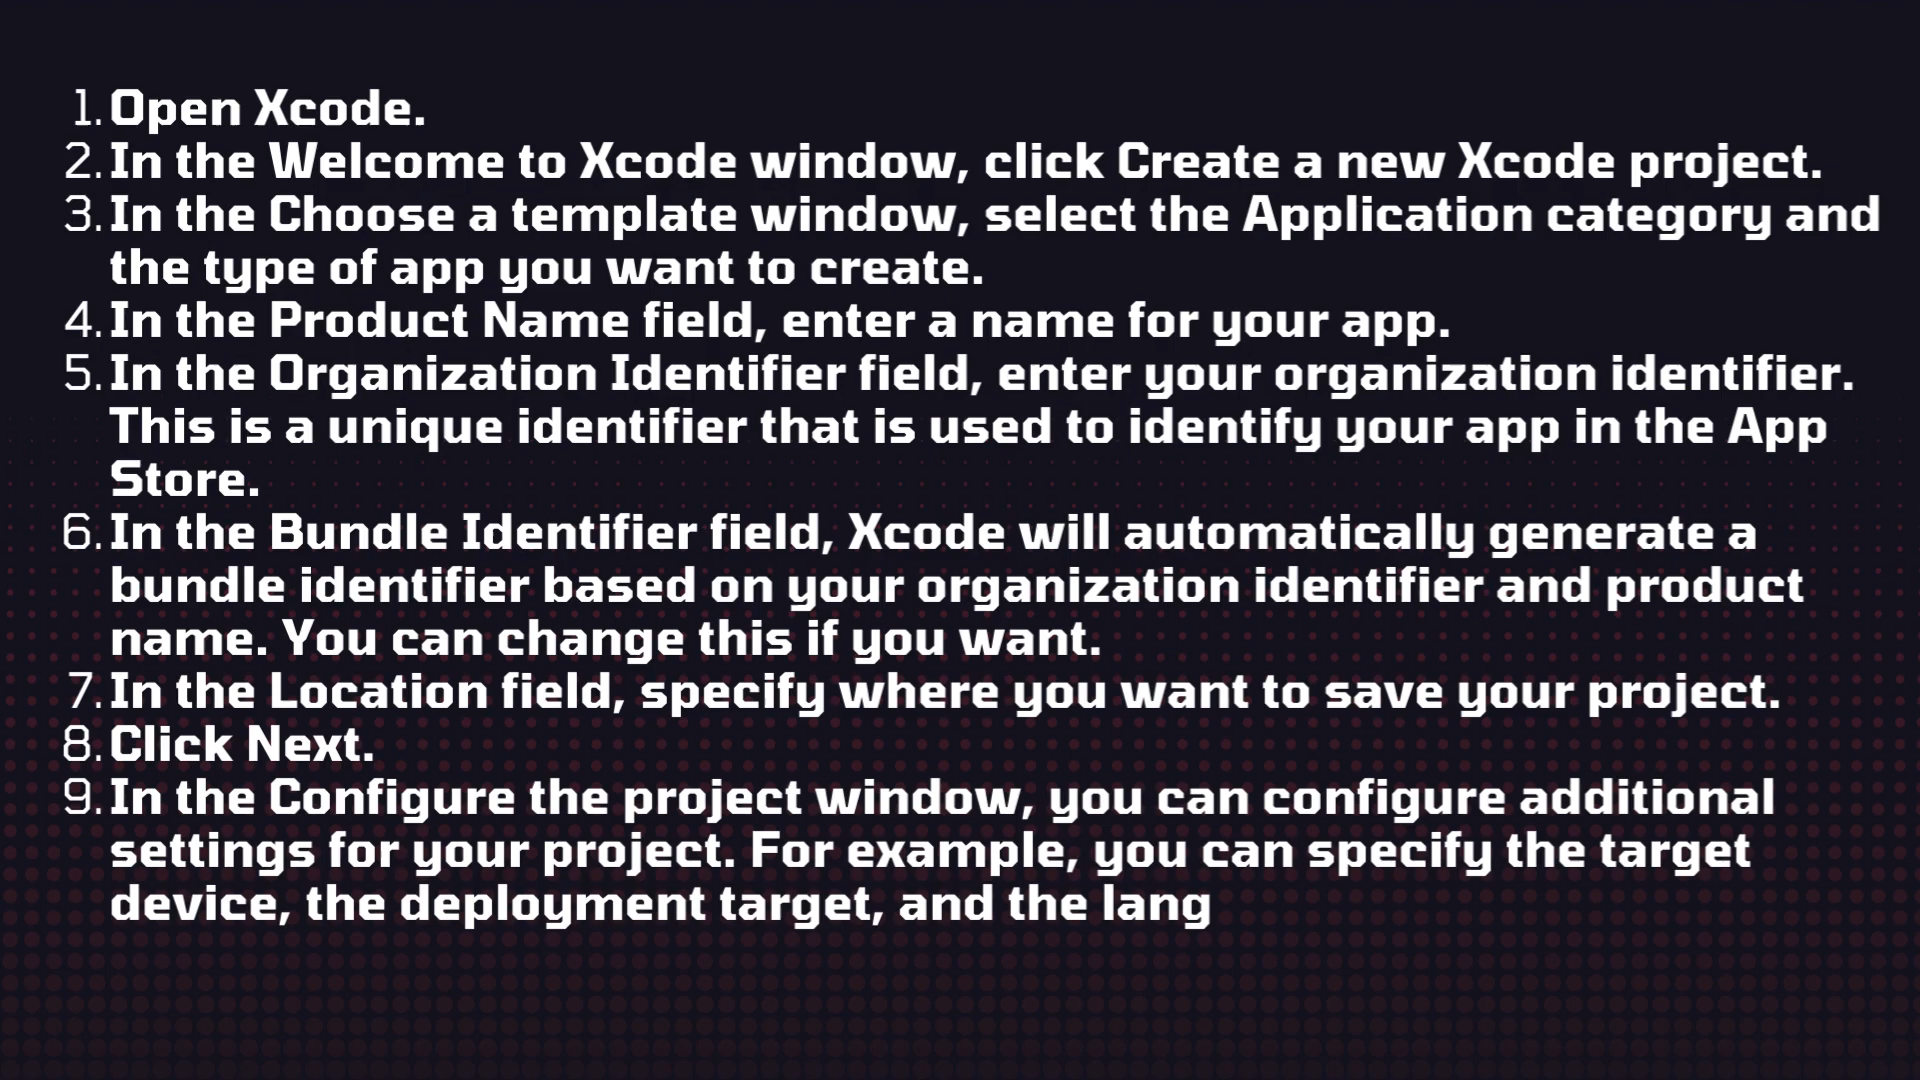 1. Open Xcode.
2. In the Welcome to Xcode window, click Create a new Xcode project.
3. In the Choose a template window, select the Application category and
the type of app you want to create.
4. In the Product Name field, enter a name for your app.
5. In the Organization Identifier field, enter your organization identifier.
This is a unique identifier that is used to identify your app in the App
Store.
6. In the Bundle Identifier field, Xcode will automatically generate a
bundle identifier based on your organization identifier and product
name. You can change this if you want.
7. In the Location field, specify where you want to save your project.
8. Click Next.
9. In the Configure the project window, you can configure additional
settings for your project. For example, you can specify the target
device, the deployment target, and the lang